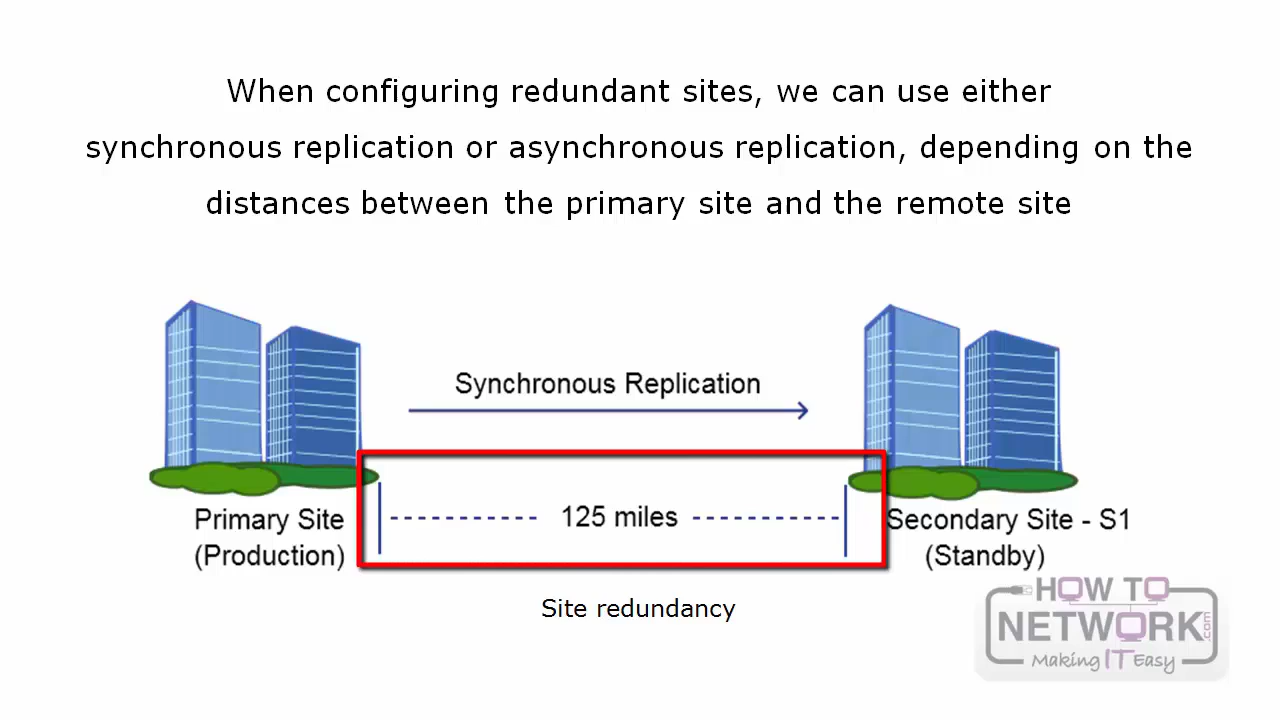 When configuring redundant sites, we can use either
synchronous replication or asynchronous replication, depending on the
distances between the primary site and the remote site
Synchronous Replication
125 miles
Primary Site
(Production)
Secondary Site - S1
(Standby)
Site redundancy
HOW TO
NETWORK.com
Making IT Easy